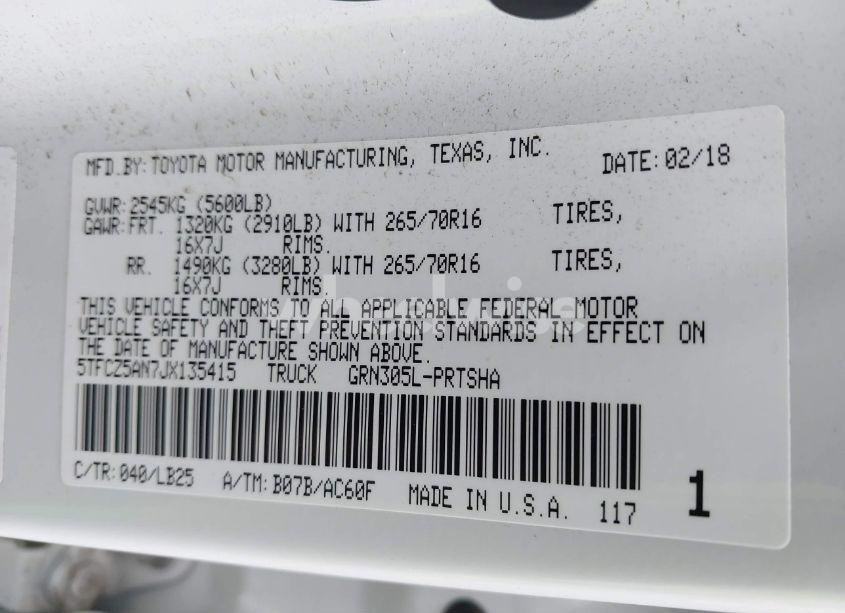 MFD.BY: TOYOTA MOTOR MANUFACTURING, TEXAS, INC. DATE: 02/18
GVWR: 2545KG (5600LB)
GAWR: FRT. 1320KG (2910LB) WITH 265/70R16 TIRES,
16X7J RIMS.
RR. 1490KG (3280LB) WITH 265/70R16 TIRES,
16X7J RIMS.
THIS VEHICLE CONFORMS TO ALL APPLICABLE FEDERAL MOTOR
VEHICLE SAFETY AND THEFT PREVENTION STANDARDS IN EFFECT ON
THE DATE OF MANUFACTURE SHOWN ABOVE.
5TFCZ5AN7JX135415 TRUCK GRN305L-PRTSHA
C/TR: 040/LB25 A/TM: B07B/AC60F MADE IN U.S.A. 117 1